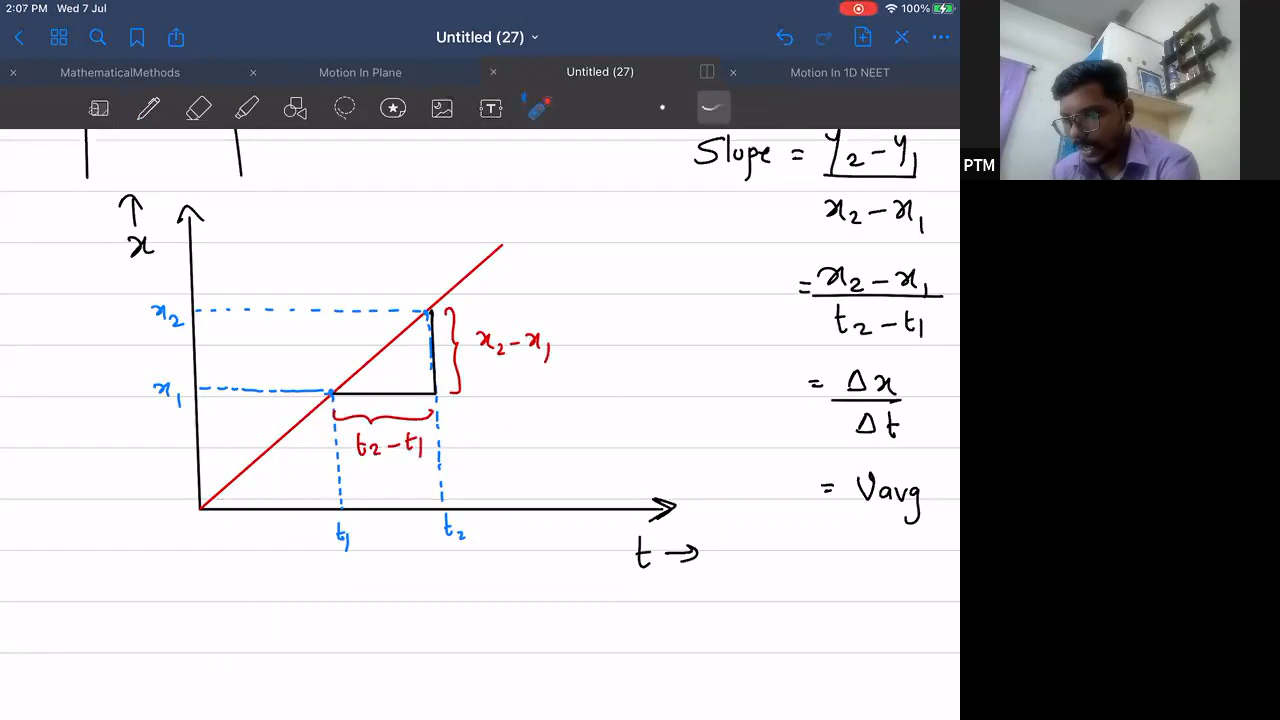 2:07 PM Wed 7 Jul
100%
Untitled (27)
MathematicalMethods
Motion In Plane
Untitled (27)
Motion In 1D NEET
PTM
Slope = y₂ - y₁
x₂ - x₁
= x₂ - x₁
t₂ - t₁
= Δx
Δt
= Vavg
x
x₂
x₁
x₂ - x₁
t₂ - t₁
t₁
t₂
t →